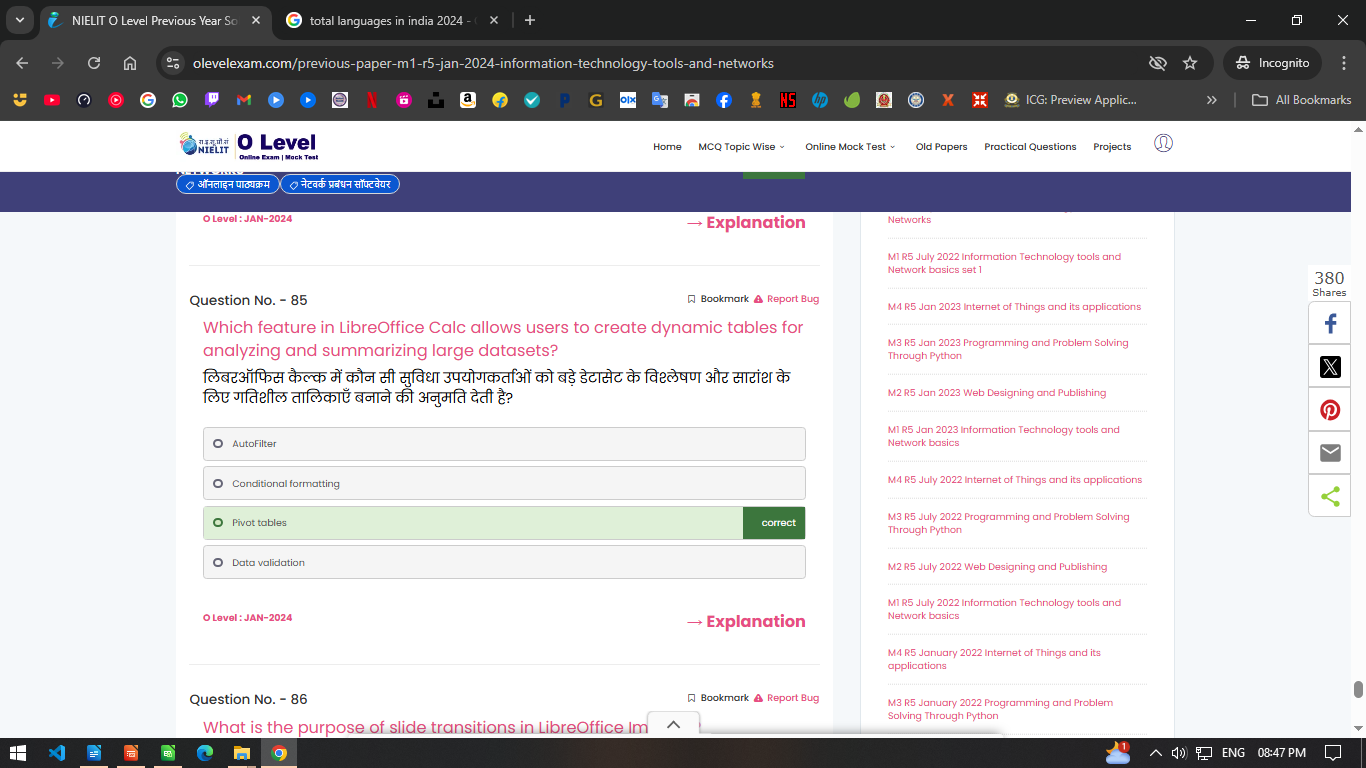 NIELIT O Level Previous Year So
total languages in india 2024 -
olevelexam.com/previous-paper-m1-r5-jan-2024-information-technology-tools-and-networks
Incognito
ICG: Preview Applic...
All Bookmarks
रा.इ.सू.प्रौ.सं
NIELIT
O Level
Online Exam | Mock Test
Home
MCQ Topic Wise
Online Mock Test
Old Papers
Practical Questions
Projects
ऑनलाइन पाठ्यक्रम
नेटवर्क प्रबंधन सॉफ्टवेयर
O Level : JAN-2024
→ Explanation
Question No. - 85
Bookmark
Report Bug
Which feature in LibreOffice Calc allows users to create dynamic tables for
analyzing and summarizing large datasets?
लिबरऑफिस कैल्क में कौन सी सुविधा उपयोगकर्ताओं को बड़े डेटासेट के विश्लेषण और सारांश के
लिए गतिशील तालिकाएँ बनाने की अनुमति देती है?
AutoFilter
Conditional formatting
Pivot tables
correct
Data validation
O Level : JAN-2024
→ Explanation
Question No. - 86
Bookmark
Report Bug
What is the purpose of slide transitions in LibreOffice Im
Networks
M1 R5 July 2022 Information Technology tools and
Network basics set 1
M4 R5 Jan 2023 Internet of Things and its applications
M3 R5 Jan 2023 Programming and Problem Solving
Through Python
M2 R5 Jan 2023 Web Designing and Publishing
M1 R5 Jan 2023 Information Technology tools and
Network basics
M4 R5 July 2022 Internet of Things and its applications
M3 R5 July 2022 Programming and Problem Solving
Through Python
M2 R5 July 2022 Web Designing and Publishing
M1 R5 July 2022 Information Technology tools and
Network basics
M4 R5 January 2022 Internet of Things and its
applications
M3 R5 January 2022 Programming and Problem
Solving Through Python
380
Shares
1
ENG
08:47 PM